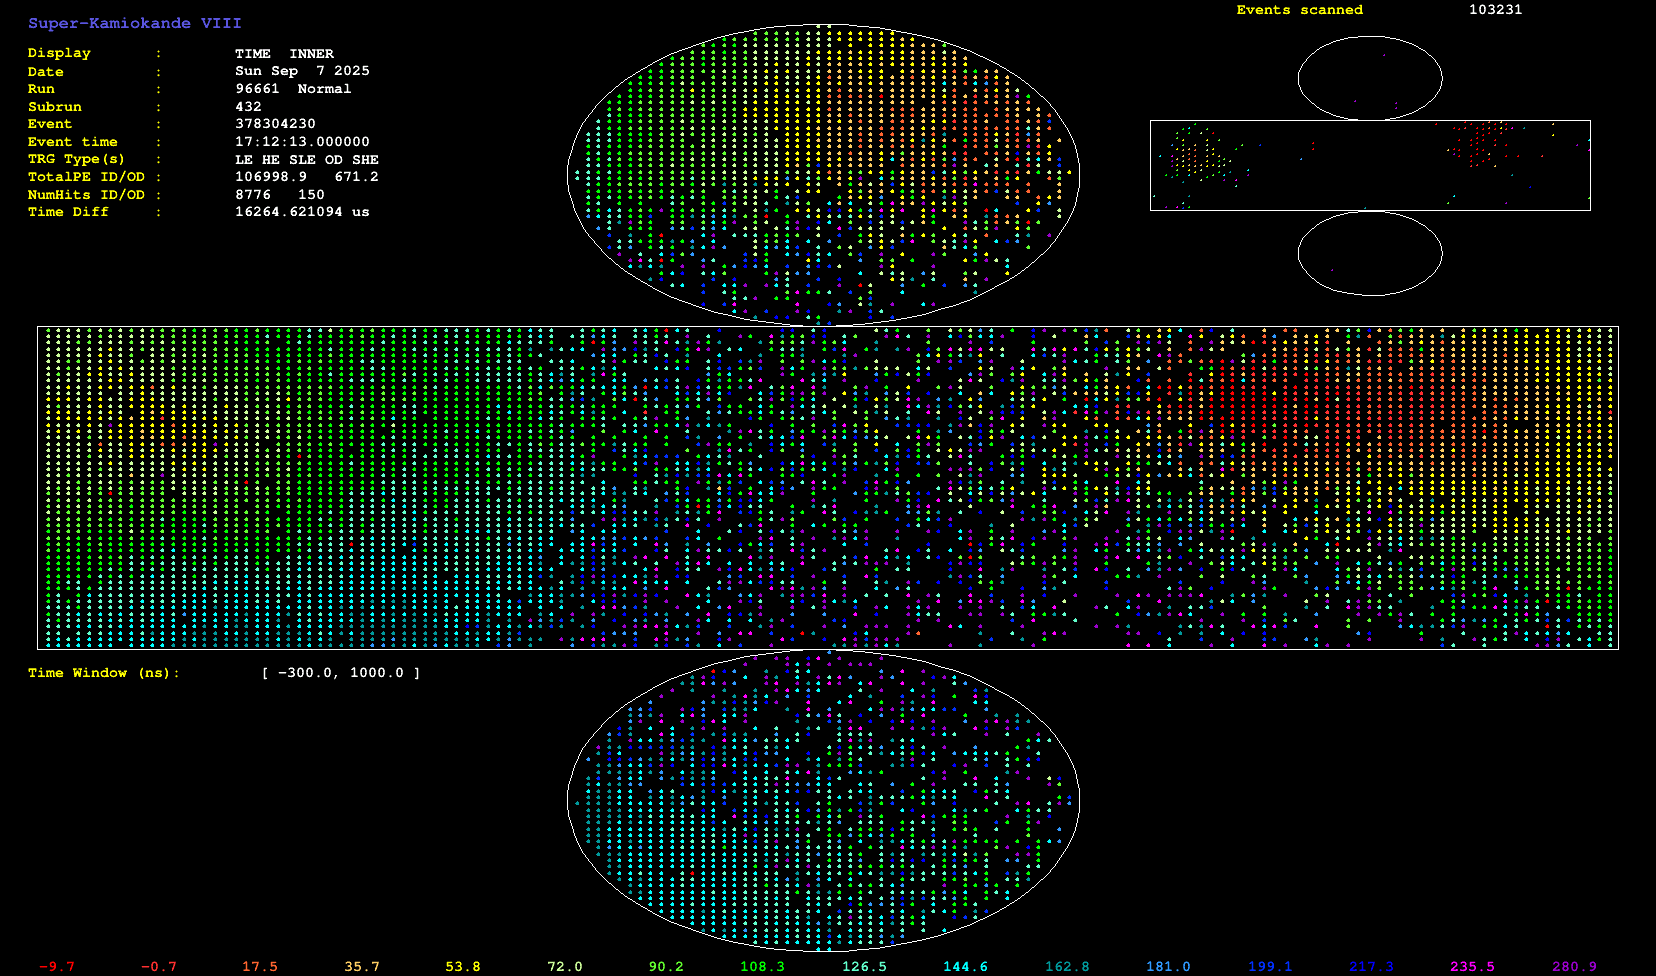 Super-Kamiokande VIII
Events scanned 103231
Display : TIME INNER
Date : Sun Sep 7 2025
Run : 96661 Normal
Subrun : 432
Event : 378304230
Event time : 17:12:13.000000
TRG Type(s) : LE HE SLE OD SHE
TotalPE ID/OD : 106998.9 671.2
NumHits ID/OD : 8776 150
Time Diff : 16264.621094 us
Time Window (ns): [ -300.0, 1000.0 ]
-9.7 -0.7 17.5 35.7 53.8 72.0 90.2 108.3 126.5 144.6 162.8 181.0 199.1 217.3 235.5 280.9